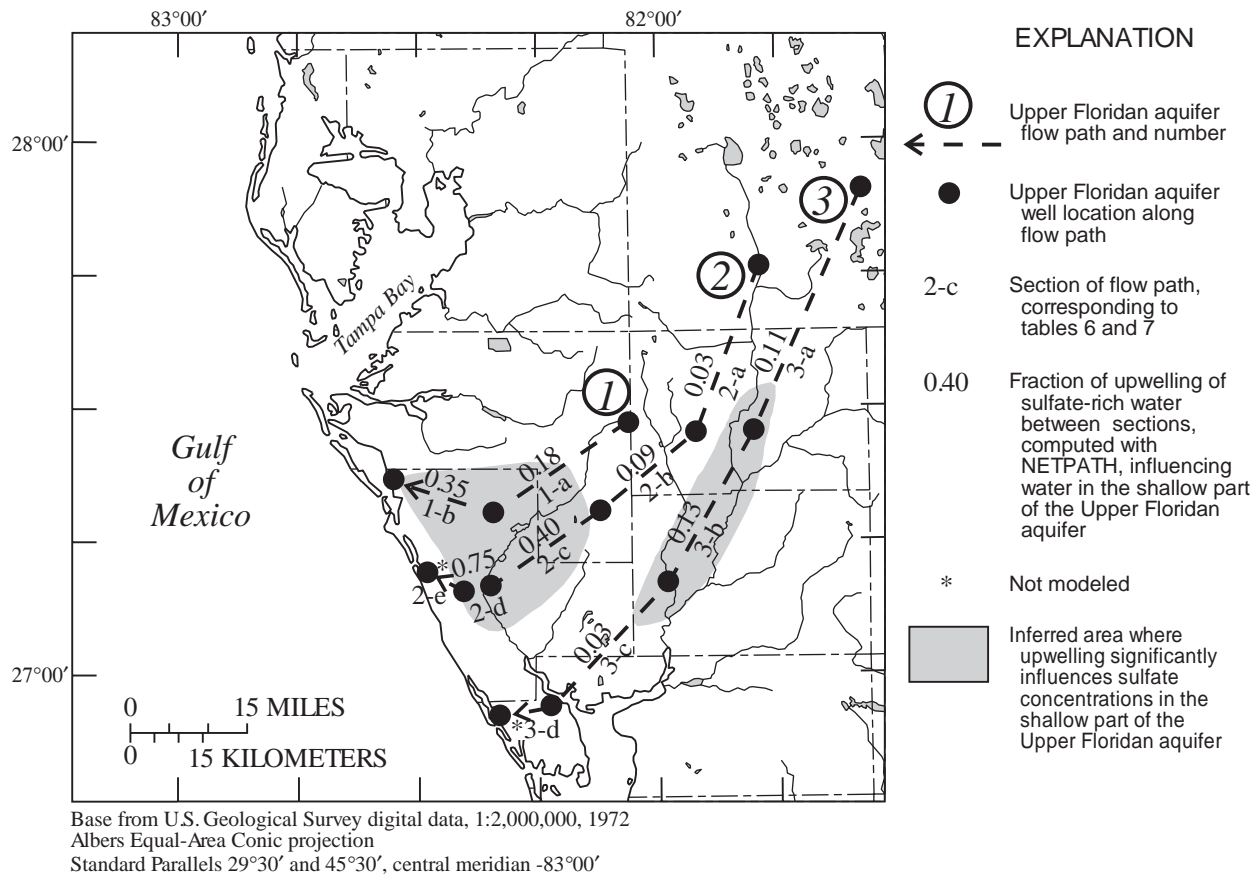 83°00′
82°00′
28°00′
27°00′
Tampa Bay
Gulf
of
Mexico
1
2
3
0.18
1-a
0.35
1-b
0.03
2-a
0.09
2-b
0.40
2-c
0.75
2-d
*
2-e
0.11
3-a
0.13
3-b
0.03
3-c
*3-d
0 15 MILES
0 15 KILOMETERS
Base from U.S. Geological Survey digital data, 1:2,000,000, 1972
Albers Equal-Area Conic projection
Standard Parallels 29°30′ and 45°30′, central meridian -83°00′
EXPLANATION
1
Upper Floridan aquifer
flow path and number
Upper Floridan aquifer
well location along
flow path
2-c
Section of flow path,
corresponding to
tables 6 and 7
0.40
Fraction of upwelling of
sulfate-rich water
between sections,
computed with
NETPATH, influencing
water in the shallow part
of the Upper Floridan
aquifer
*
Not modeled
Inferred area where
upwelling significantly
influences sulfate
concentrations in the
shallow part of the
Upper Floridan aquifer